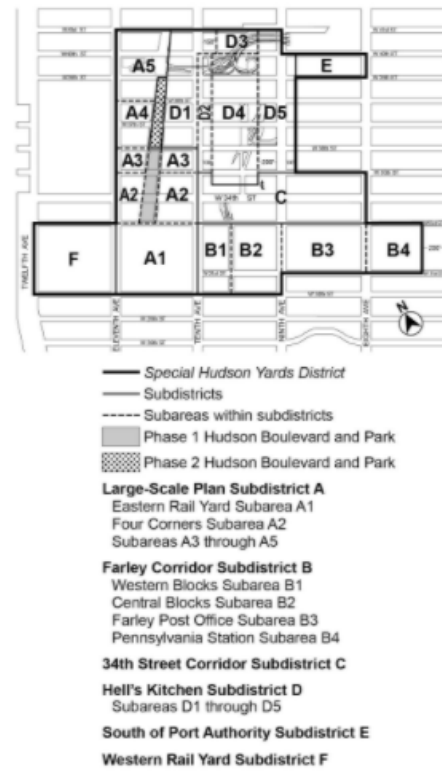 D3
A5
E
A4
D1
D2
D4
D5
A3
A3
A2
A2
C
W 34th ST
F
A1
B1
B2
B3
B4
TWELFTH AVE
ELEVENTH AVE
TENTH AVE
NINTH AVE
EIGHTH AVE
N
Special Hudson Yards District
Subdistricts
Subareas within subdistricts
Phase 1 Hudson Boulevard and Park
Phase 2 Hudson Boulevard and Park
Large-Scale Plan Subdistrict A
Eastern Rail Yard Subarea A1
Four Corners Subarea A2
Subareas A3 through A5
Farley Corridor Subdistrict B
Western Blocks Subarea B1
Central Blocks Subarea B2
Farley Post Office Subarea B3
Pennsylvania Station Subarea B4
34th Street Corridor Subdistrict C
Hell's Kitchen Subdistrict D
Subareas D1 through D5
South of Port Authority Subdistrict E
Western Rail Yard Subdistrict F